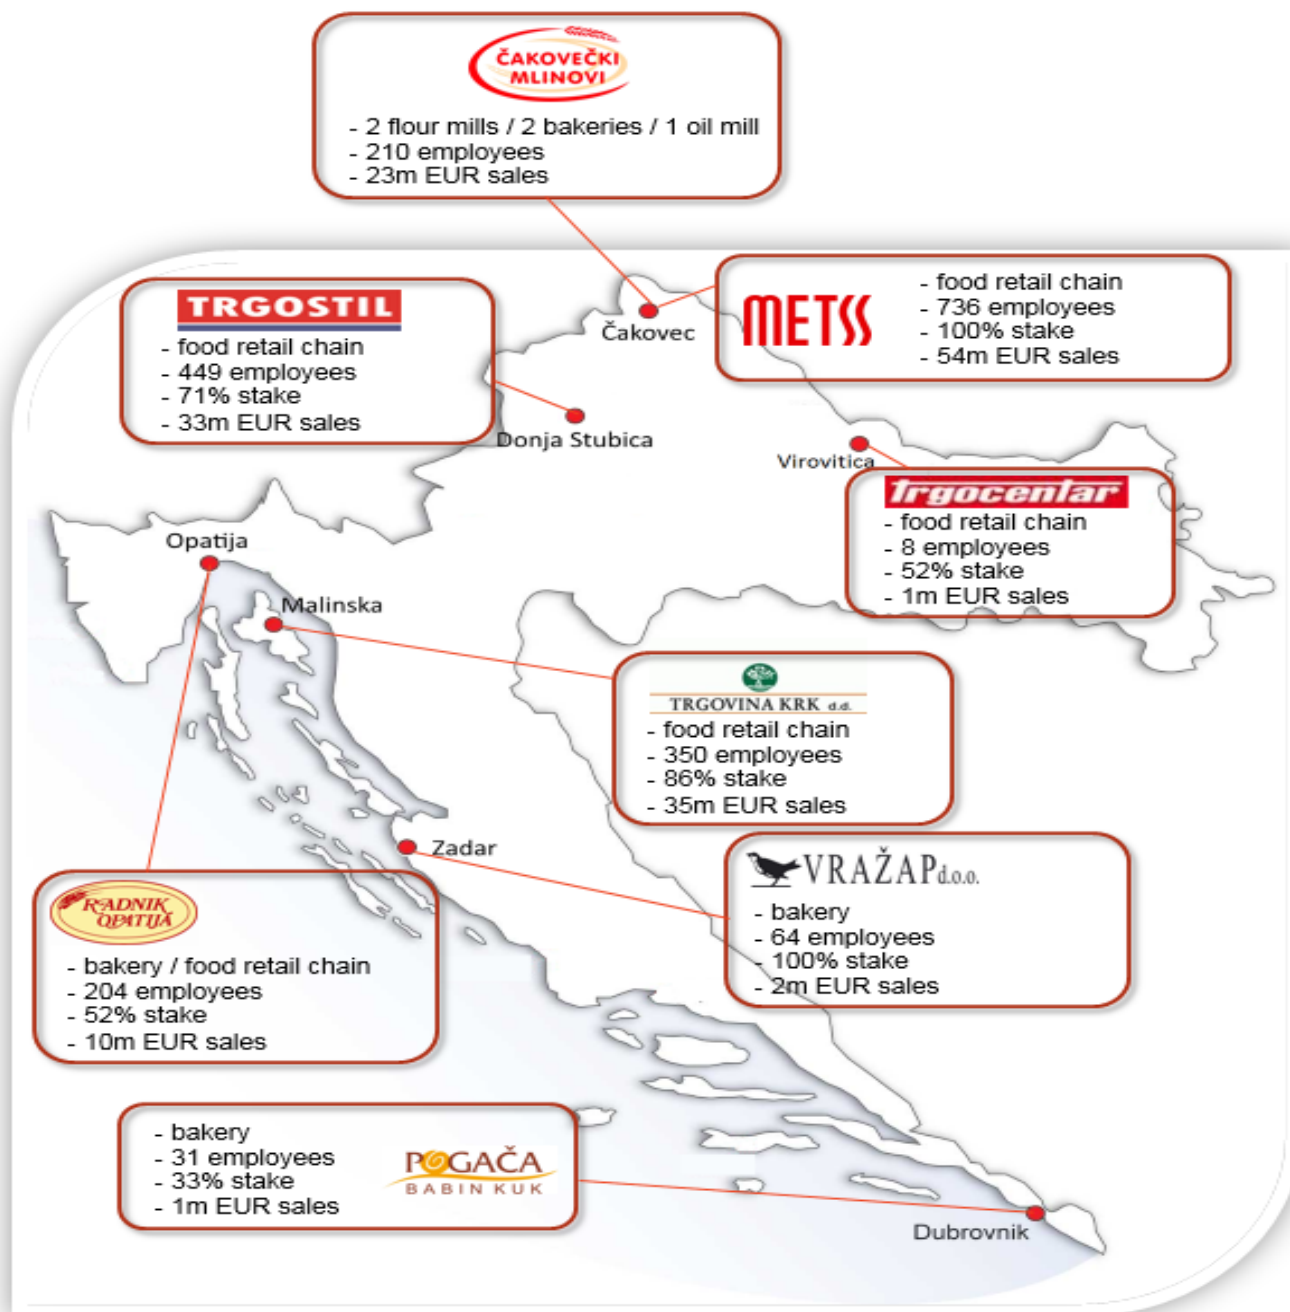 ČAKOVEČKI
MLINOVI
- 2 flour mills / 2 bakeries / 1 oil mill
- 210 employees
- 23m EUR sales
TRGOSTIL
- food retail chain
- 449 employees
- 71% stake
- 33m EUR sales
Čakovec
METSS
- food retail chain
- 736 employees
- 100% stake
- 54m EUR sales
Donja Stubica
Virovitica
trgocentar
- food retail chain
- 8 employees
- 52% stake
- 1m EUR sales
Opatija
Malinska
TRGOVINA KRK d.d.
- food retail chain
- 350 employees
- 86% stake
- 35m EUR sales
Zadar
VRAŽAP d.o.o.
- bakery
- 64 employees
- 100% stake
- 2m EUR sales
RADNIK
OPATIJA
- bakery / food retail chain
- 204 employees
- 52% stake
- 10m EUR sales
- bakery
- 31 employees
- 33% stake
- 1m EUR sales
POGAČA
BABIN KUK
Dubrovnik